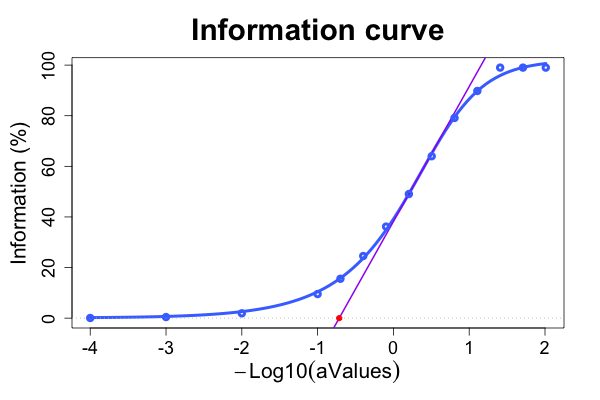 Information curve
Information (%)
100
80
60
40
20
0
-4 -3 -2 -1 0 1 2
−Log10(aValues)